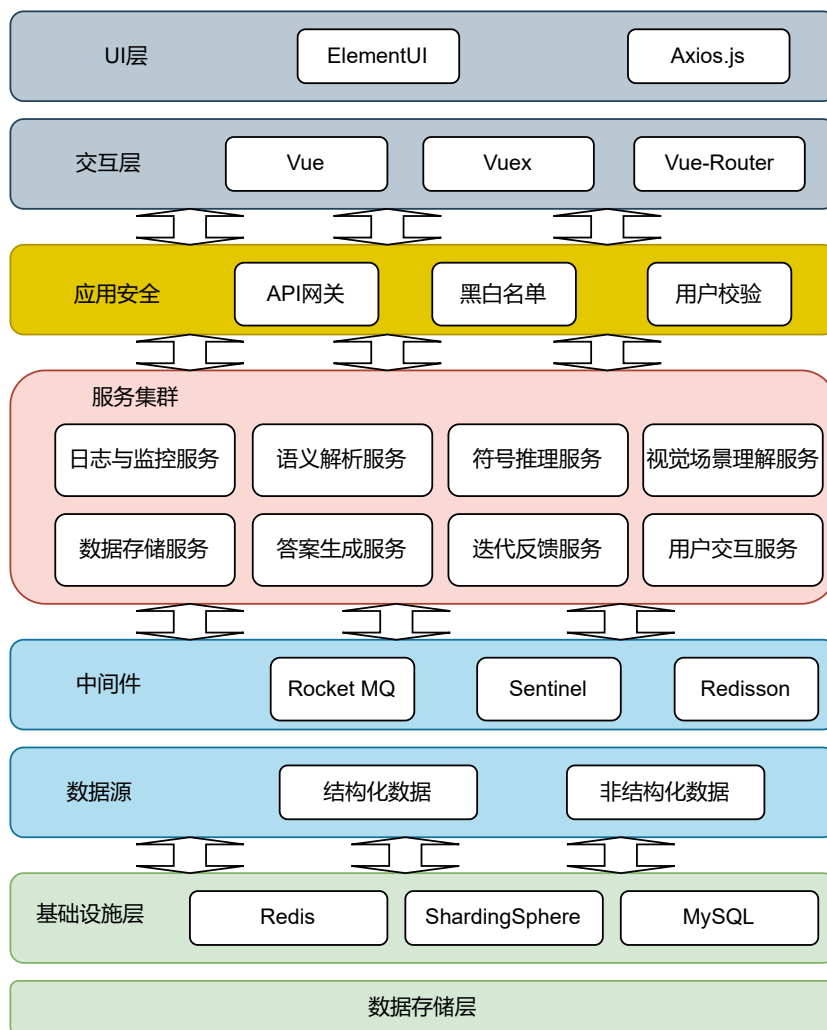 UI层
ElementUI
Axios.js
交互层
Vue
Vuex
Vue-Router
应用安全
API网关
黑白名单
用户校验
服务集群
日志与监控服务
语义解析服务
符号推理服务
视觉场景理解服务
数据存储服务
答案生成服务
迭代反馈服务
用户交互服务
中间件
Rocket MQ
Sentinel
Redisson
数据源
结构化数据
非结构化数据
基础设施层
Redis
ShardingSphere
MySQL
数据存储层